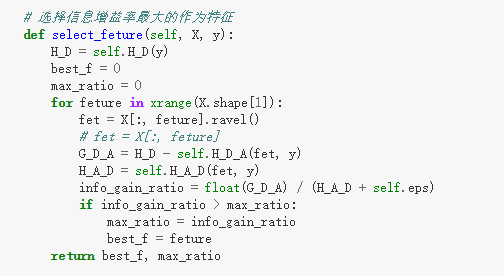 # 选择信息增益率最大的作为特征
def select_feture(self, X, y):
H_D = self.H_D(y)
best_f = 0
max_ratio = 0
for feture in xrange(X.shape[1]):
fet = X[:, feture].ravel()
# fet = X[:, feture]
G_D_A = H_D - self.H_D_A(fet, y)
H_A_D = self.H_A_D(fet, y)
info_gain_ratio = float(G_D_A) / (H_A_D + self.eps)
if info_gain_ratio > max_ratio:
max_ratio = info_gain_ratio
best_f = feture
return best_f, max_ratio